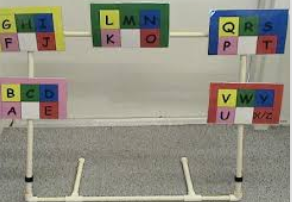 G H I
F J
L M N
K O
Q R S
P T
B C D
A E
V W Y
U X/Z